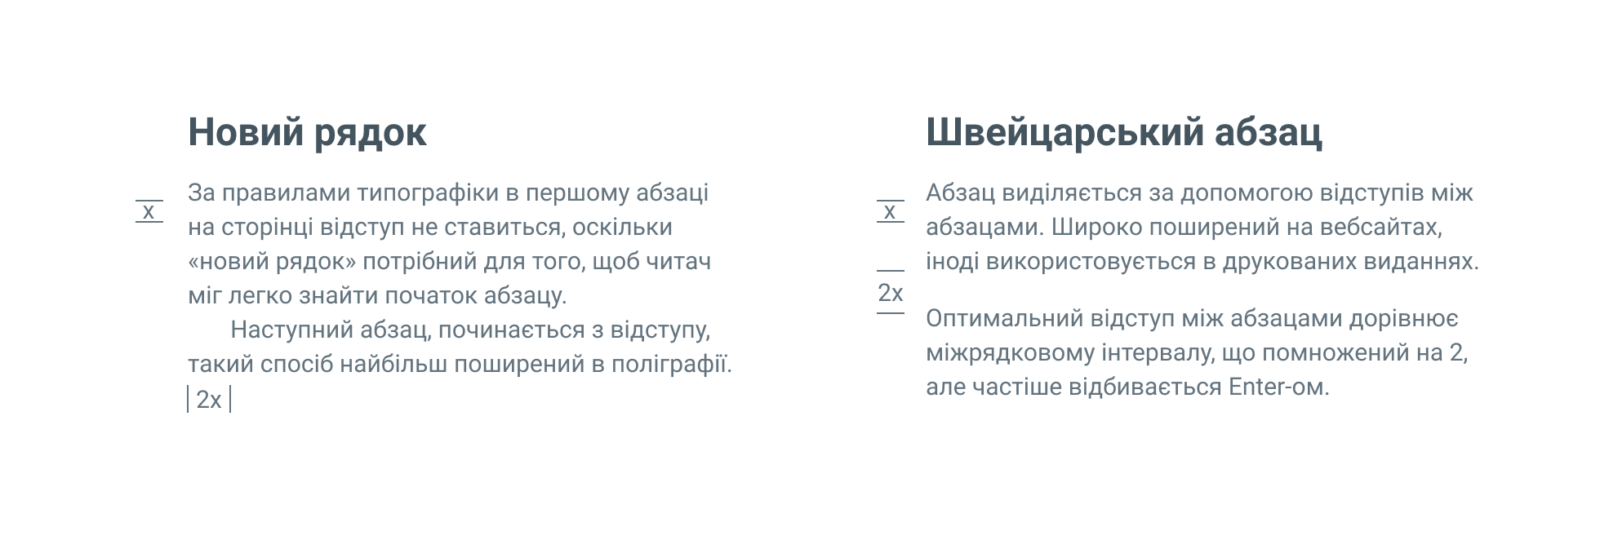 Новий рядок
x
За правилами типографіки в першому абзаці
на сторінці відступ не ставиться, оскільки
«новий рядок» потрібний для того, щоб читач
міг легко знайти початок абзацу.
Наступний абзац, починається з відступу,
такий спосіб найбільш поширений в поліграфії.
2x
Швейцарський абзац
x
Абзац виділяється за допомогою відступів між
абзацами. Широко поширений на вебсайтах,
іноді використовується в друкованих виданнях.
2x
Оптимальний відступ між абзацами дорівнює
міжрядковому інтервалу, що помножений на 2,
але частіше відбивається Enter-ом.